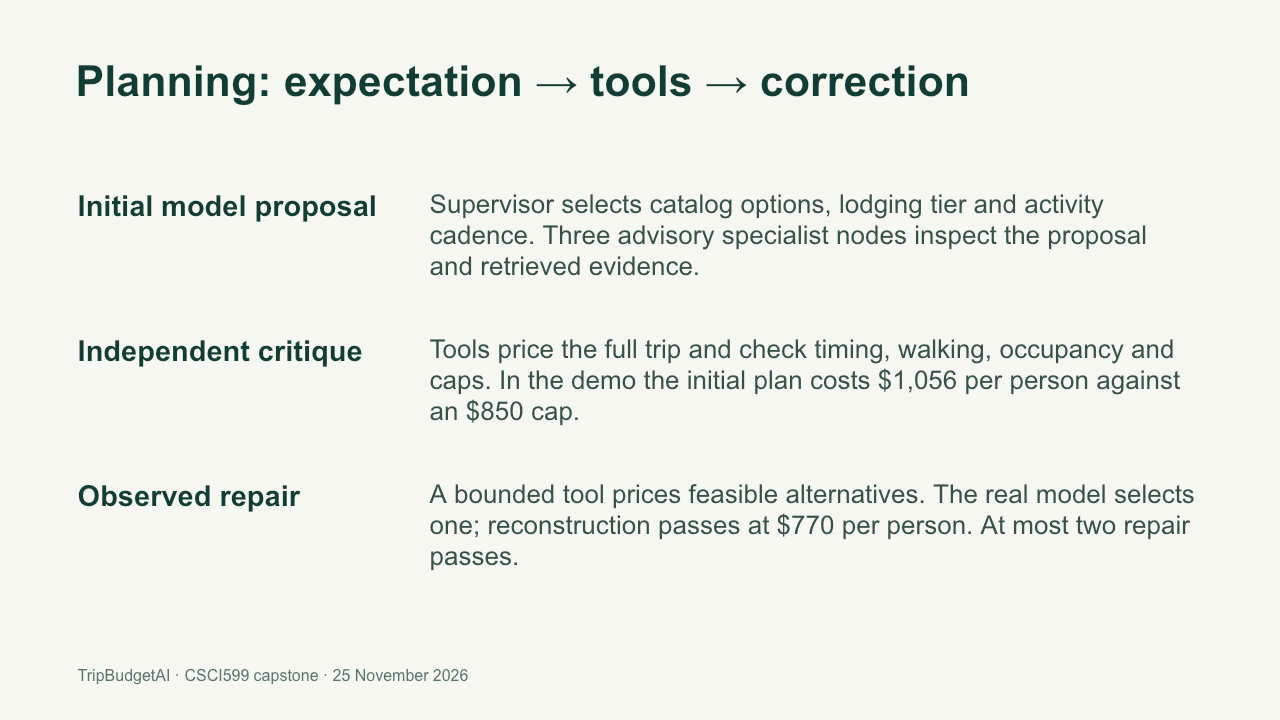 Planning: expectation → tools → correction
Initial model proposal
Supervisor selects catalog options, lodging tier and activity
cadence. Three advisory specialist nodes inspect the proposal
and retrieved evidence.
Independent critique
Tools price the full trip and check timing, walking, occupancy and
caps. In the demo the initial plan costs $1,056 per person against
an $850 cap.
Observed repair
A bounded tool prices feasible alternatives. The real model selects
one; reconstruction passes at $770 per person. At most two repair
passes.
TripBudgetAI · CSCI599 capstone · 25 November 2026